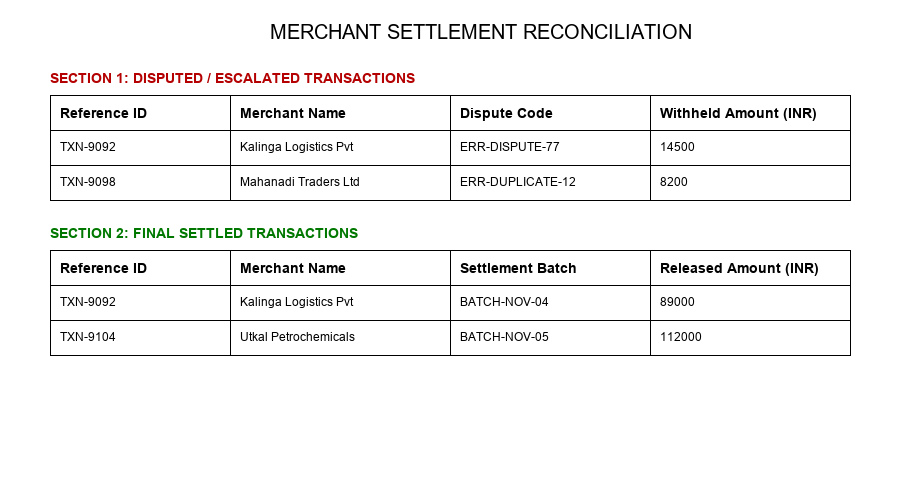 MERCHANT SETTLEMENT RECONCILIATION
SECTION 1: DISPUTED / ESCALATED TRANSACTIONS
Reference ID Merchant Name Dispute Code Withheld Amount (INR)
TXN-9092 Kalinga Logistics Pvt ERR-DISPUTE-77 14500
TXN-9098 Mahanadi Traders Ltd ERR-DUPLICATE-12 8200
SECTION 2: FINAL SETTLED TRANSACTIONS
Reference ID Merchant Name Settlement Batch Released Amount (INR)
TXN-9092 Kalinga Logistics Pvt BATCH-NOV-04 89000
TXN-9104 Utkal Petrochemicals BATCH-NOV-05 112000